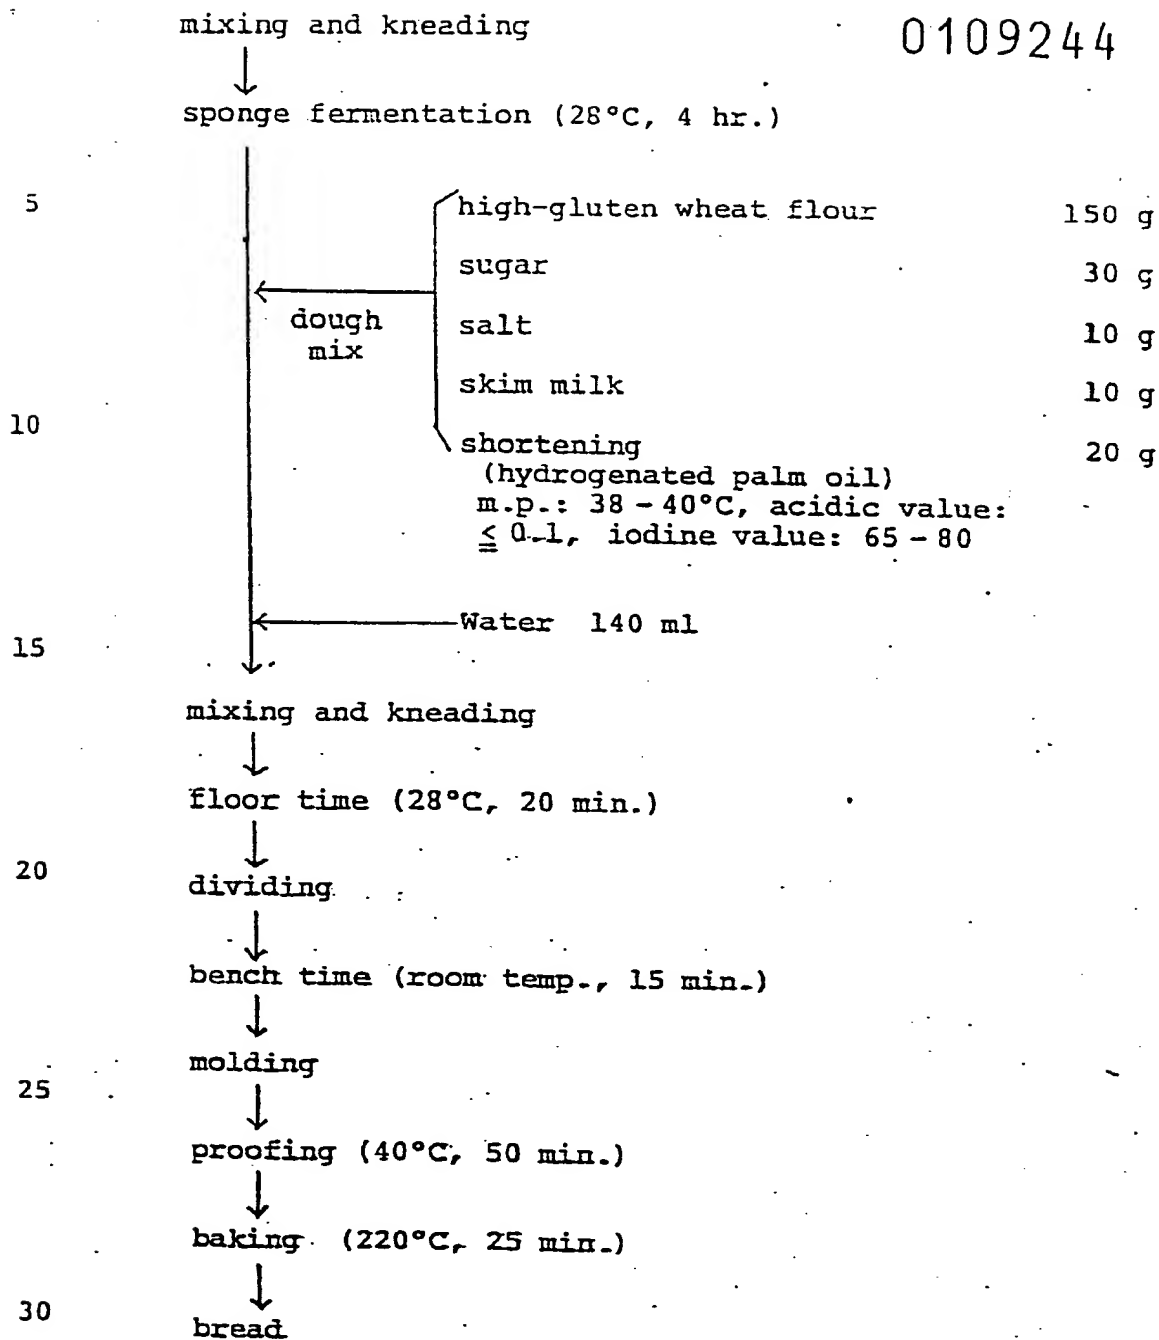 mixing and kneading
0109244
sponge fermentation (28°C, 4 hr.)
5
high-gluten wheat flour 150 g
sugar 30 g
dough
mix
salt 10 g
skim milk 10 g
10
shortening 20 g
(hydrogenated palm oil)
m.p.: 38 - 40°C, acidic value:
≦ 0.1, iodine value: 65 - 80
Water 140 ml
15
mixing and kneading
floor time (28°C, 20 min.)
20
dividing
bench time (room temp., 15 min.)
molding
25
proofing (40°C, 50 min.)
baking (220°C, 25 min.)
30
bread